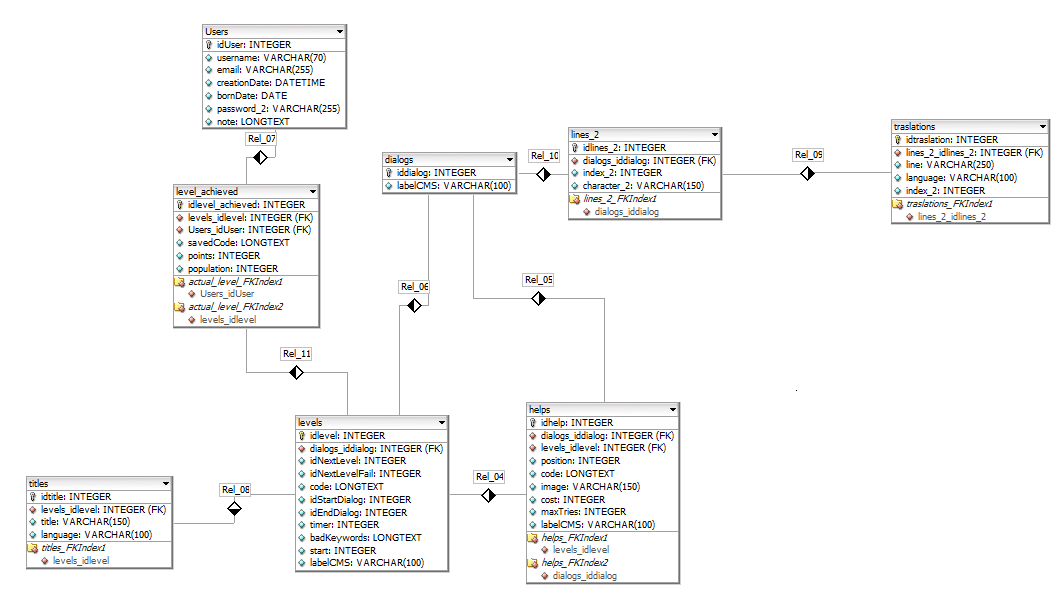 Users
idUser: INTEGER
username: VARCHAR(70)
email: VARCHAR(255)
creationDate: DATETIME
bornDate: DATE
password_2: VARCHAR(255)
note: LONGTEXT
Rel_07
level_achieved
idlevel_achieved: INTEGER
levels_idlevel: INTEGER (FK)
Users_idUser: INTEGER (FK)
savedCode: LONGTEXT
points: INTEGER
population: INTEGER
actual_level_FKIndex1
Users_idUser
actual_level_FKIndex2
levels_idlevel
dialogs
iddialog: INTEGER
labelCMS: VARCHAR(100)
Rel_10
lines_2
idlines_2: INTEGER
dialogs_iddialog: INTEGER (FK)
index_2: INTEGER
character_2: VARCHAR(150)
lines_2_FKIndex1
dialogs_iddialog
Rel_09
traslations
idtraslation: INTEGER
lines_2_idlines_2: INTEGER (FK)
line: VARCHAR(250)
language: VARCHAR(100)
index_2: INTEGER
traslations_FKIndex1
lines_2_idlines_2
Rel_06
Rel_05
Rel_11
levels
idlevel: INTEGER
dialogs_iddialog: INTEGER (FK)
idNextLevel: INTEGER
idNextLevelFail: INTEGER
code: LONGTEXT
idStartDialog: INTEGER
idEndDialog: INTEGER
timer: INTEGER
badKeywords: LONGTEXT
start: INTEGER
labelCMS: VARCHAR(100)
Rel_04
helps
idhelp: INTEGER
dialogs_iddialog: INTEGER (FK)
levels_idlevel: INTEGER (FK)
position: INTEGER
code: LONGTEXT
image: VARCHAR(150)
cost: INTEGER
maxTries: INTEGER
labelCMS: VARCHAR(100)
helps_FKIndex1
levels_idlevel
helps_FKIndex2
dialogs_iddialog
Rel_08
titles
idtitle: INTEGER
levels_idlevel: INTEGER (FK)
title: VARCHAR(150)
language: VARCHAR(100)
titles_FKIndex1
levels_idlevel